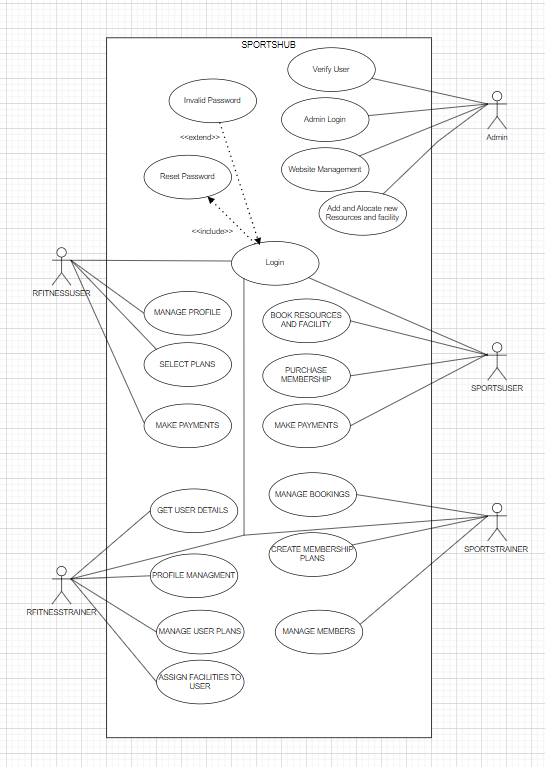 SPORTSHUB
Verify User
Invalid Password
Admin Login
Admin
<<extend>>
Website Management
Reset Password
Add and Alocate new
Resources and facility
<<include>>
Login
RFITNESSUSER
MANAGE PROFILE
BOOK RESOURCES
AND FACILITY
SELECT PLANS
PURCHASE
MEMBERSHIP
SPORTSUSER
MAKE PAYMENTS
MAKE PAYMENTS
MANAGE BOOKINGS
GET USER DETAILS
CREATE MEMBERSHIP
PLANS
SPORTSTRAINER
PROFILE MANAGMENT
RFITNESSTRAINER
MANAGE USER PLANS
MANAGE MEMBERS
ASSIGN FACILITIES TO
USER